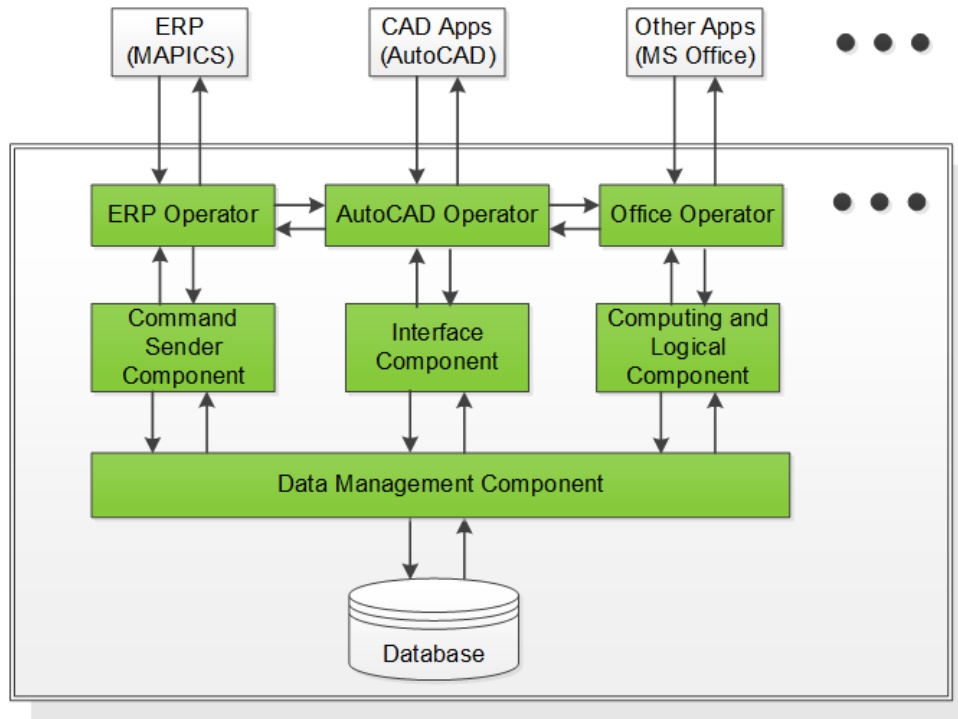 ERP
(MAPICS)
CAD Apps
(AutoCAD)
Other Apps
(MS Office)
ERP Operator
AutoCAD Operator
Office Operator
Command
Sender
Component
Interface
Component
Computing and
Logical
Component
Data Management Component
Database